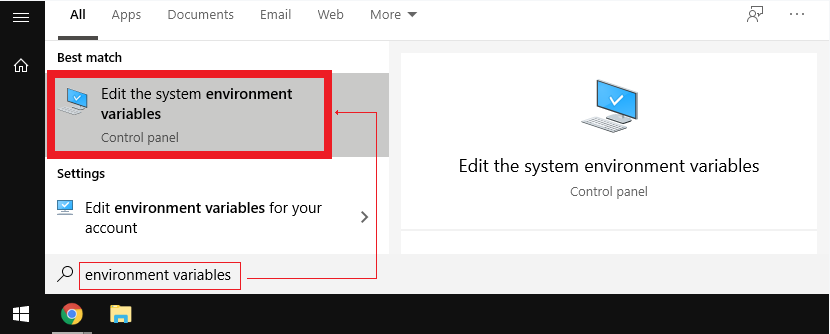 All Apps Documents Email Web More
Best match
Edit the system environment
variables
Control panel
Settings
Edit environment variables for your
account
environment variables
Edit the system environment variables
Control panel